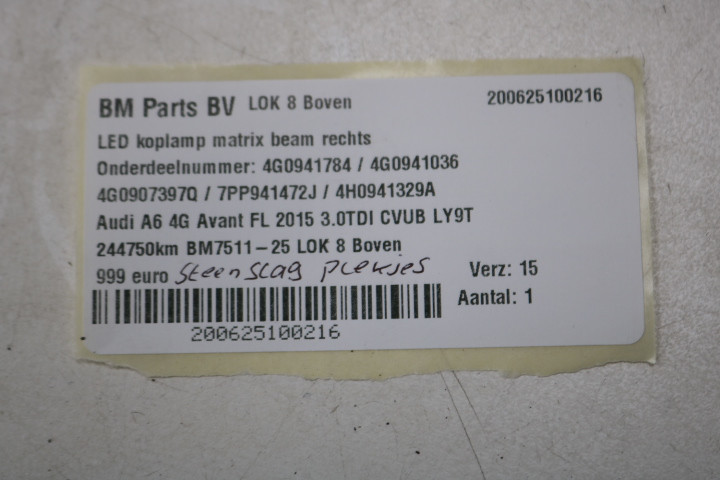 BM Parts BV LOK 8 Boven 200625100216
LED koplamp matrix beam rechts
Onderdeelnummer: 4G0941784 / 4G0941036
4G0907397Q / 7PP941472J / 4H0941329A
Audi A6 4G Avant FL 2015 3.0TDI CVUB LY9T
244750km BM7511-25 LOK 8 Boven
999 euro steenslag plekjes Verz: 15
Aantal: 1
200625100216